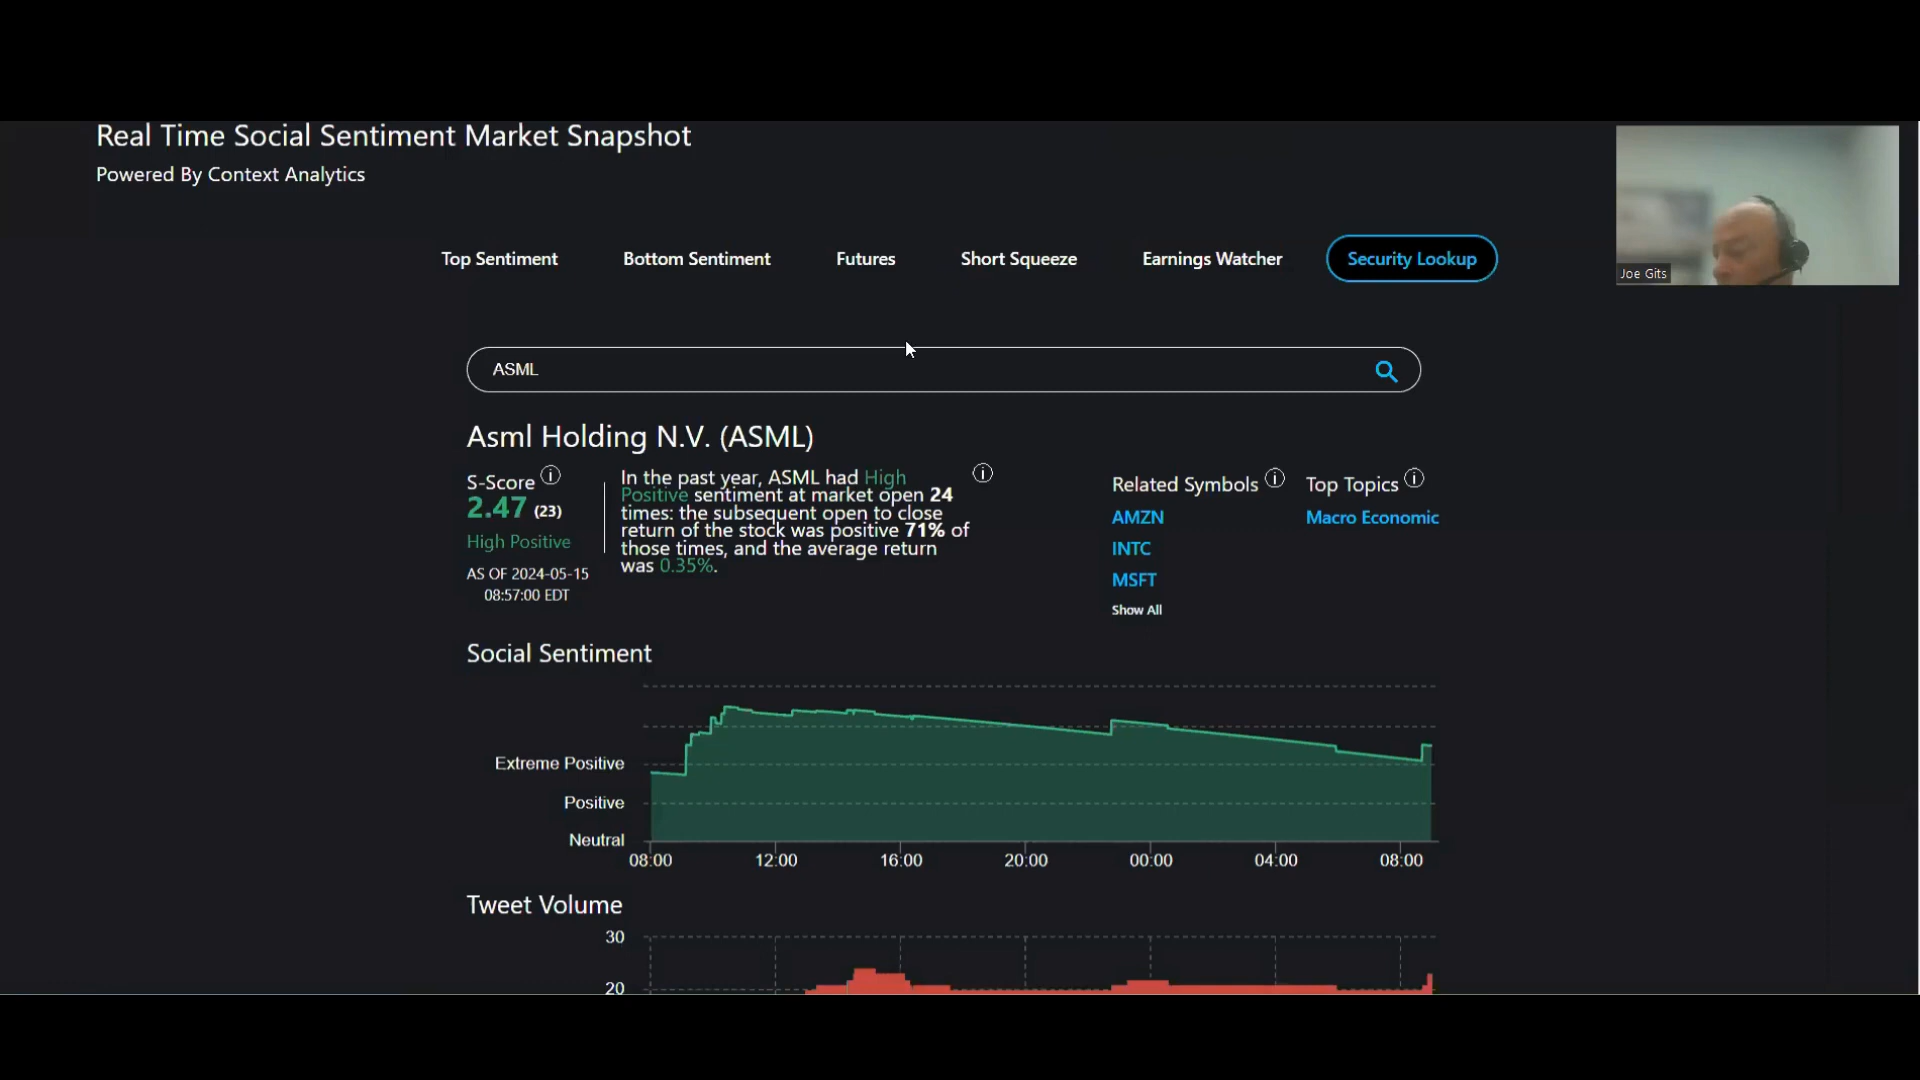 Real Time Social Sentiment Market Snapshot
Powered By Context Analytics
Joe Gits
Top Sentiment
Bottom Sentiment
Futures
Short Squeeze
Earnings Watcher
Security Lookup
ASML
Asml Holding N.V. (ASML)
S-Score
2.47 (23)
High Positive
AS OF 2024-05-15
08:57:00 EDT
In the past year, ASML had High
Positive sentiment at market open 24
times: the subsequent open to close
return of the stock was positive 71% of
those times, and the average return
was 0.35%.
Related Symbols
AMZN
INTC
MSFT
Show All
Top Topics
Macro Economic
Social Sentiment
Extreme Positive
Positive
Neutral
08:00 12:00 16:00 20:00 00:00 04:00 08:00
Tweet Volume
30
20